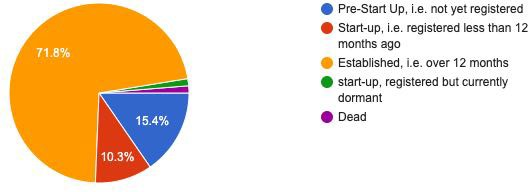 71.8%
15.4%
10.3%
Pre-Start Up, i.e. not yet registered
Start-up, i.e. registered less than 12
months ago
Established, i.e. over 12 months
start-up, registered but currently
dormant
Dead